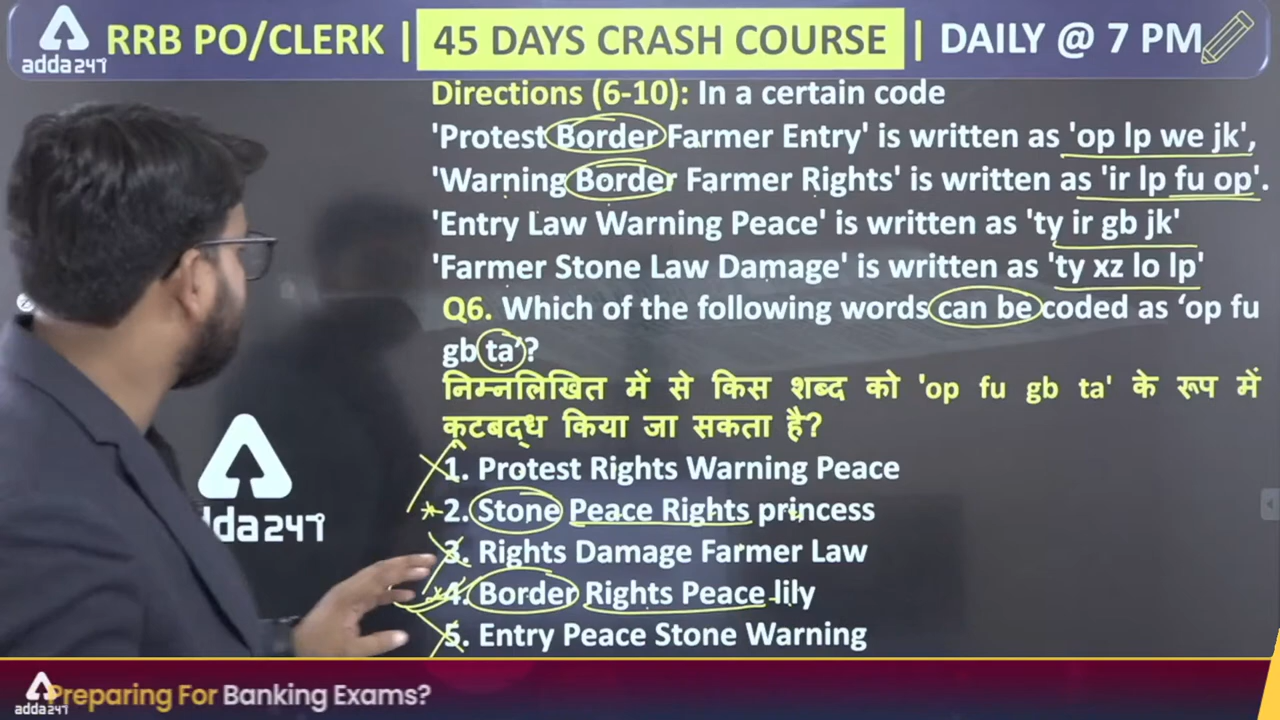 RRB PO/CLERK | 45 DAYS CRASH COURSE | DAILY @ 7 PM
adda247
Directions (6-10): In a certain code
'Protest Border Farmer Entry' is written as 'op lp we jk',
'Warning Border Farmer Rights' is written as 'ir lp fu op'.
'Entry Law Warning Peace' is written as 'ty ir gb jk'
'Farmer Stone Law Damage' is written as 'ty xz lo lp'
Q6. Which of the following words can be coded as ‘op fu
gb ta’?
निम्नलिखित में से किस शब्द को 'op fu gb ta' के रूप में
कूटबद्ध किया जा सकता है?
1. Protest Rights Warning Peace
2. Stone Peace Rights princess
3. Rights Damage Farmer Law
4. Border Rights Peace lily
5. Entry Peace Stone Warning
dda247
Preparing For Banking Exams?
adda247